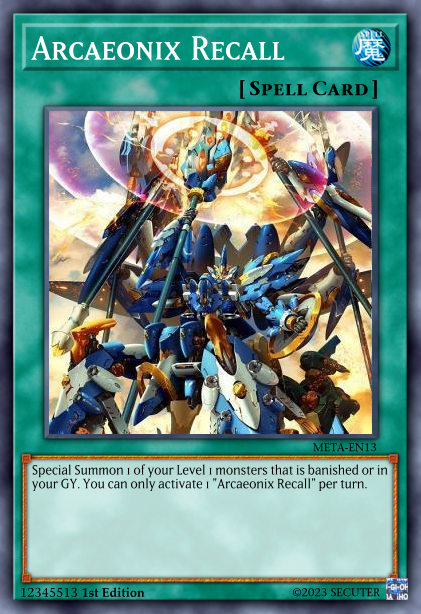 Arcaeonix Recall
魔
[Spell Card]
META-EN13
Special Summon 1 of your Level 1 monsters that is banished or in
your GY. You can only activate 1 "Arcaeonix Recall" per turn.
12345513 1st Edition
©2023 SECUTER